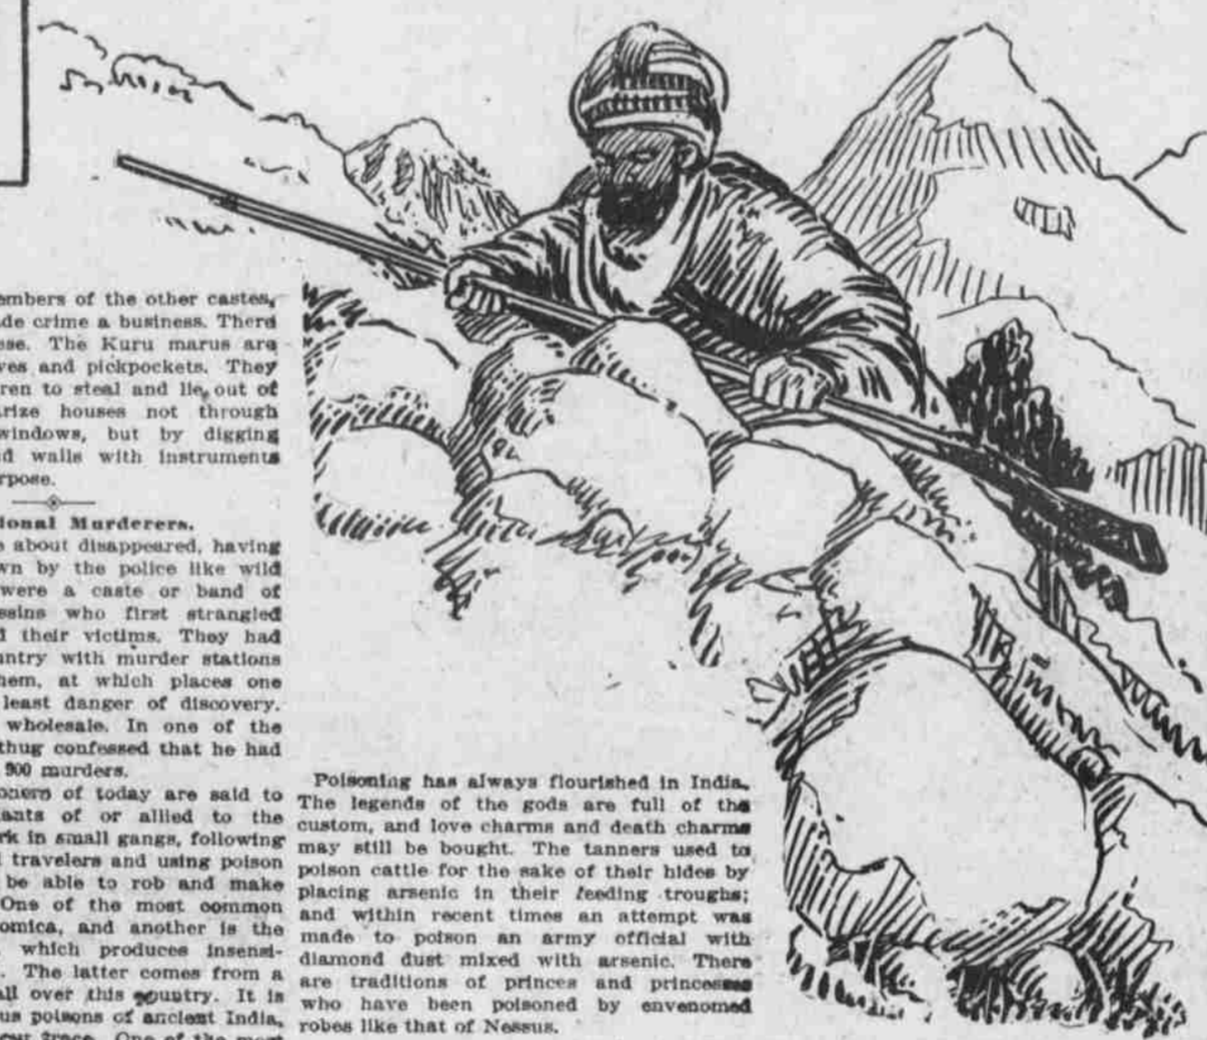 embers of the other castes,
de crime a business. There
se. The Kuru marus are
ves and pickpockets. They
ren to steal and lie, out of
rize houses not through
windows, but by digging
d walls with instruments
rpose.
ional Murderers.
about disappeared, having
wn by the police like wild
were a caste or band of
ssins who first strangled
their victims. They had
untry with murder stations
hem, at which places one
least danger of discovery.
wholesale. In one of the
thug confessed that he had
900 murders.
oners of today are said to
ants of or allied to the
rk in small gangs, following
travelers and using poison
be able to rob and make
One of the most common
omica, and another is the
which produces insensi-
. The latter comes from a
all over this country. It is
us poisons of ancient India,
One of the most
Poisoning has always flourished in India.
The legends of the gods are full of the
custom, and love charms and death charms
may still be bought. The tanners used to
poison cattle for the sake of their hides by
placing arsenic in their feeding troughs;
and within recent times an attempt was
made to poison an army official with
diamond dust mixed with arsenic. There
are traditions of princes and princesses
who have been poisoned by envenomed
robes like that of Nessus.